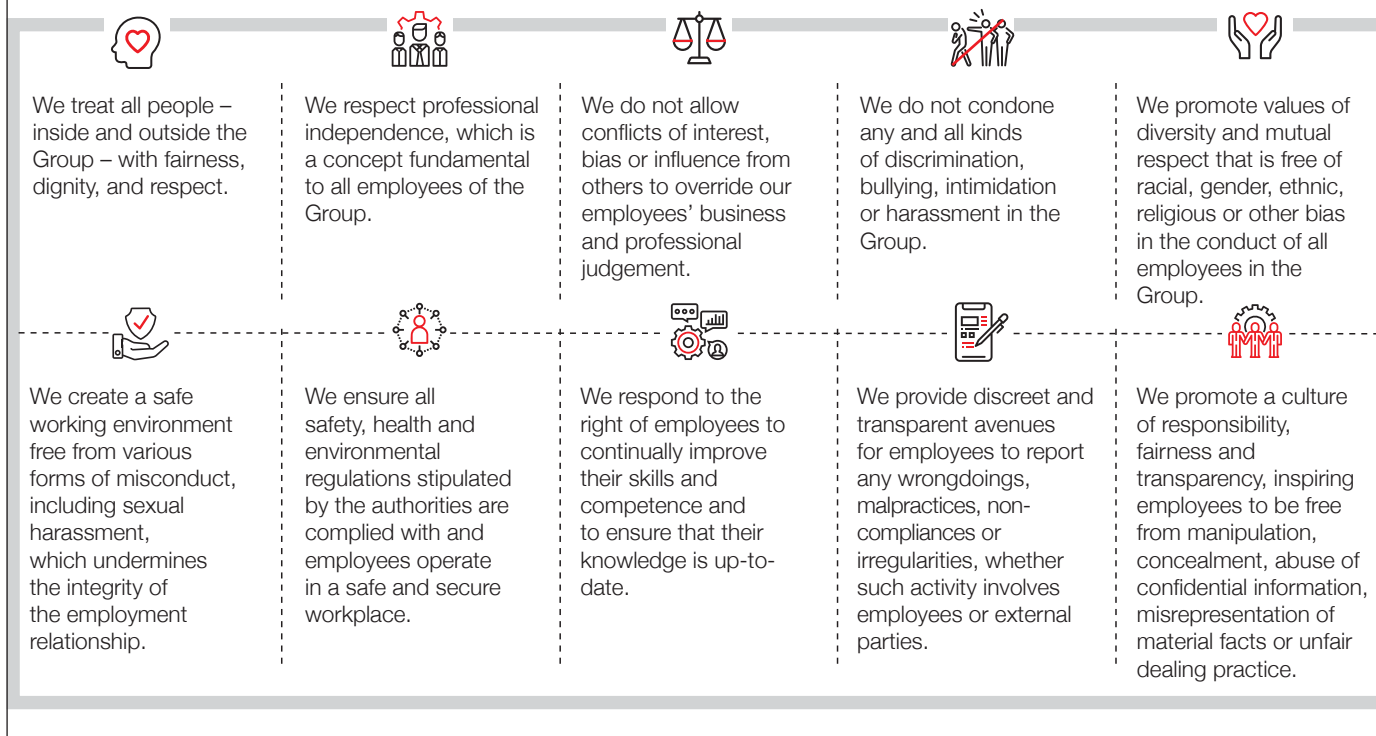 We treat all people –
inside and outside the
Group – with fairness,
dignity, and respect.
We respect professional
independence, which is
a concept fundamental
to all employees of the
Group.
We do not allow
conflicts of interest,
bias or influence from
others to override our
employees’ business
and professional
judgement.
We do not condone
any and all kinds
of discrimination,
bullying, intimidation
or harassment in the
Group.
We promote values of
diversity and mutual
respect that is free of
racial, gender, ethnic,
religious or other bias
in the conduct of all
employees in the
Group.
We create a safe
working environment
free from various
forms of misconduct,
including sexual
harassment,
which undermines
the integrity of
the employment
relationship.
We ensure all
safety, health and
environmental
regulations stipulated
by the authorities are
complied with and
employees operate
in a safe and secure
workplace.
We respond to the
right of employees to
continually improve
their skills and
competence and
to ensure that their
knowledge is up-to-
date.
We provide discreet and
transparent avenues
for employees to report
any wrongdoings,
malpractices, non-
compliances or
irregularities, whether
such activity involves
employees or external
parties.
We promote a culture
of responsibility,
fairness and
transparency, inspiring
employees to be free
from manipulation,
concealment, abuse of
confidential information,
misrepresentation of
material facts or unfair
dealing practice.